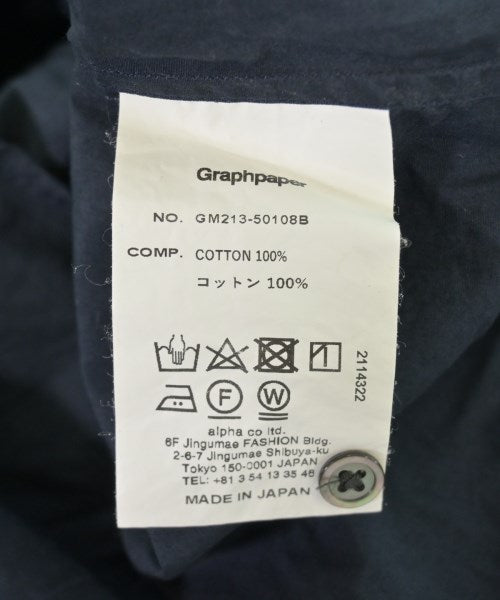 Graphpaper
NO. GM213-50108B
COMP. COTTON 100%
コットン 100%
2114322
F W
alpha co ltd.
6F Jingumae FASHION Bldg.
2-6-7 Jingumae Shibuya-ku
Tokyo 150-0001 JAPAN
TEL: +81 3 54 13 35 48
MADE IN JAPAN